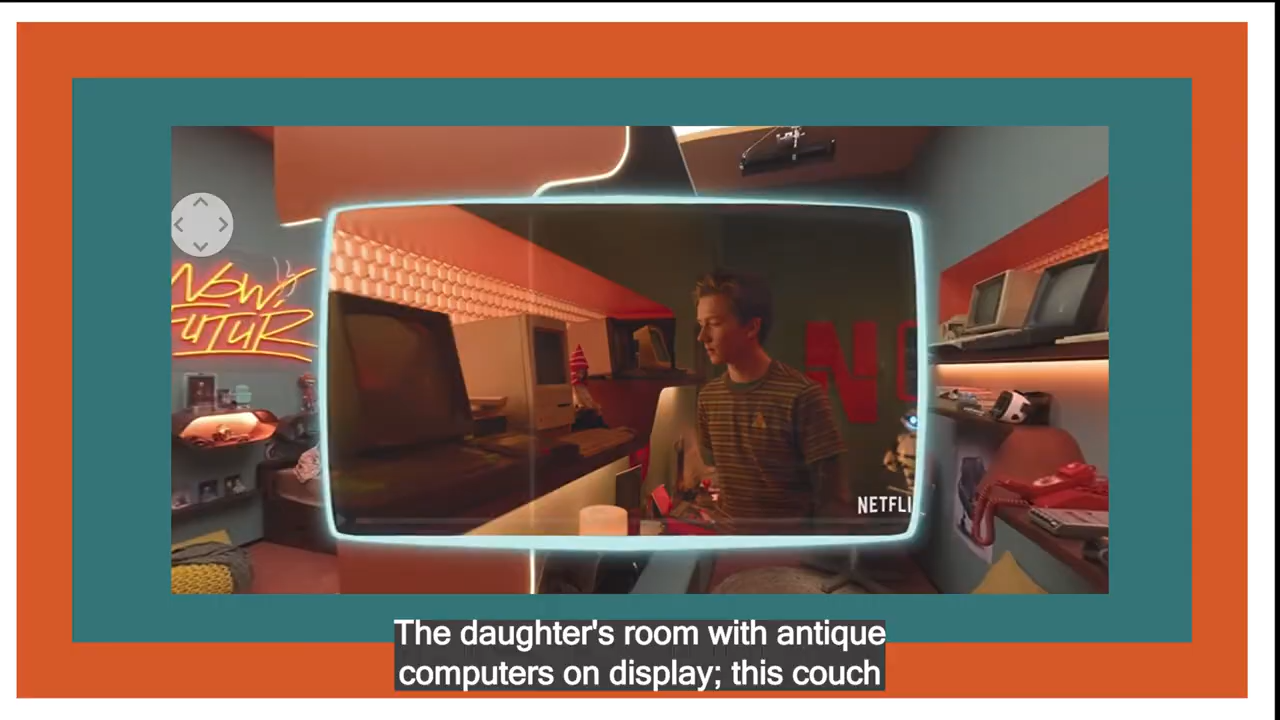 NOW,
FUTUR
N
NETFLI
The daughter's room with antique
computers on display; this couch